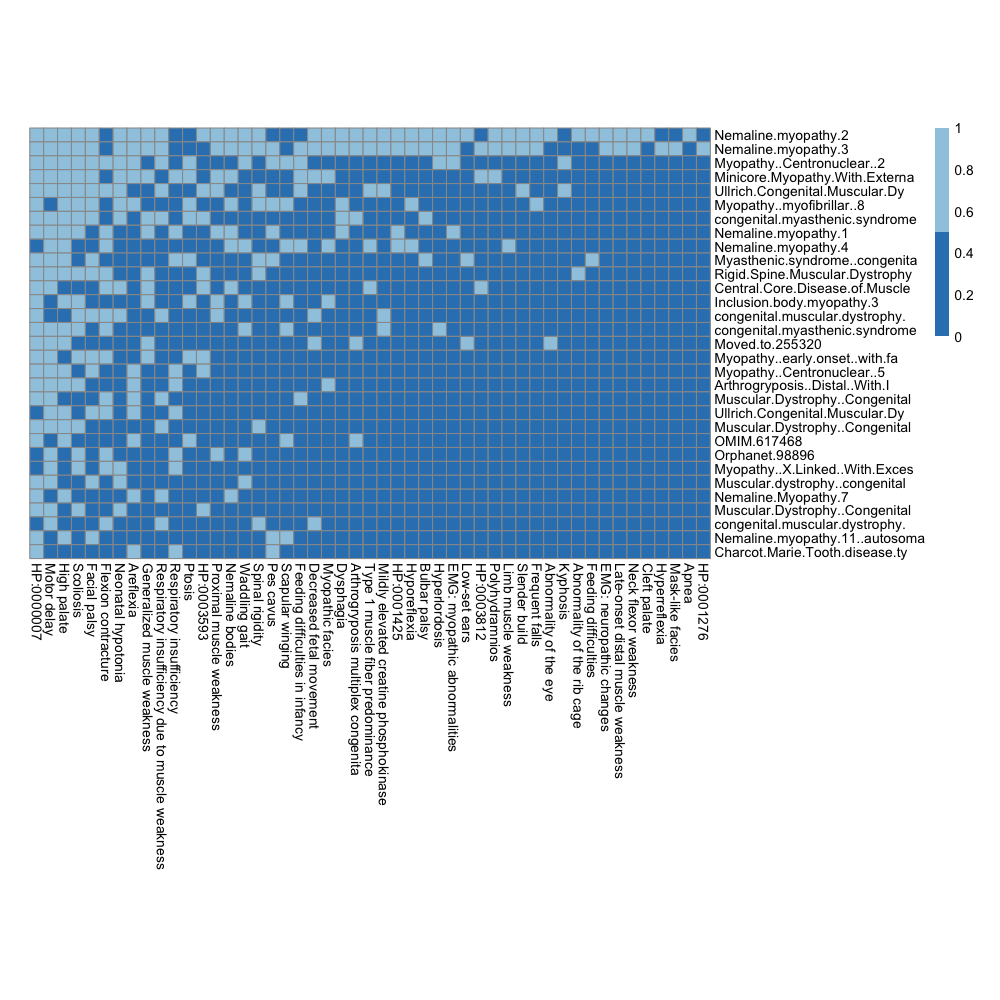 Nemaline.myopathy.2
Nemaline.myopathy.3
Myopathy..Centronuclear..2
Minicore.Myopathy.With.Externa
Ullrich.Congenital.Muscular.Dy
Myopathy..myofibrillar..8
congenital.myasthenic.syndrome
Nemaline.myopathy.1
Nemaline.myopathy.4
Myasthenic.syndrome..congenita
Rigid.Spine.Muscular.Dystrophy
Central.Core.Disease.of.Muscle
Inclusion.body.myopathy.3
congenital.muscular.dystrophy.
congenital.myasthenic.syndrome
Moved.to.255320
Myopathy..early.onset..with.fa
Myopathy..Centronuclear..5
Arthrogryposis..Distal..With.I
Muscular.Dystrophy..Congenital
Ullrich.Congenital.Muscular.Dy
Muscular.Dystrophy..Congenital
OMIM.617468
Orphanet.98896
Myopathy..X.Linked..With.Exces
Muscular.dystrophy..congenital
Nemaline.Myopathy.7
Muscular.Dystrophy..Congenital
congenital.muscular.dystrophy.
Nemaline.myopathy.11..autosoma
Charcot.Marie.Tooth.disease.ty
1
0.8
0.6
0.4
0.2
0
HP:0000007
Motor delay
High palate
Scoliosis
Facial palsy
Flexion contracture
Neonatal hypotonia
Areflexia
Generalized muscle weakness
Respiratory insufficiency due to muscle weakness
Respiratory insufficiency
Ptosis
HP:0003593
Proximal muscle weakness
Nemaline bodies
Waddling gait
Spinal rigidity
Pes cavus
Scapular winging
Feeding difficulties in infancy
Decreased fetal movement
Myopathic facies
Dysphagia
Arthrogryposis multiplex congenita
Type 1 muscle fiber predominance
Mildly elevated creatine phosphokinase
HP:0001425
Hyporeflexia
Bulbar palsy
Hyperlordosis
EMG: myopathic abnormalities
Low-set ears
HP:0003812
Polyhydramnios
Limb muscle weakness
Slender build
Frequent falls
Abnormality of the eye
Kyphosis
Abnormality of the rib cage
Feeding difficulties
EMG: neuropathic changes
Late-onset distal muscle weakness
Neck flexor weakness
Cleft palate
Hyperreflexia
Mask-like facies
Apnea
HP:0001276